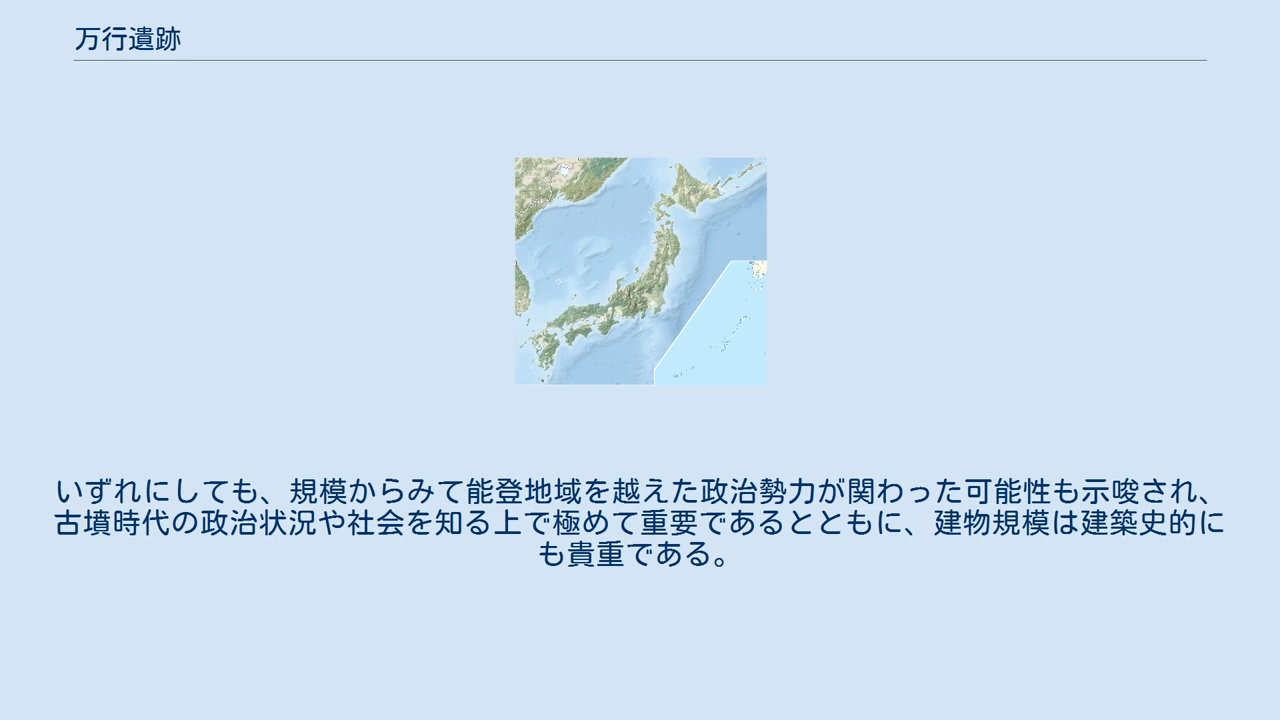 万行遺跡
いずれにしても、規模からみて能登地域を越えた政治勢力が関わった可能性も示唆され、
古墳時代の政治状況や社会を知る上で極めて重要であるとともに、建物規模は建築史的に
も貴重である。